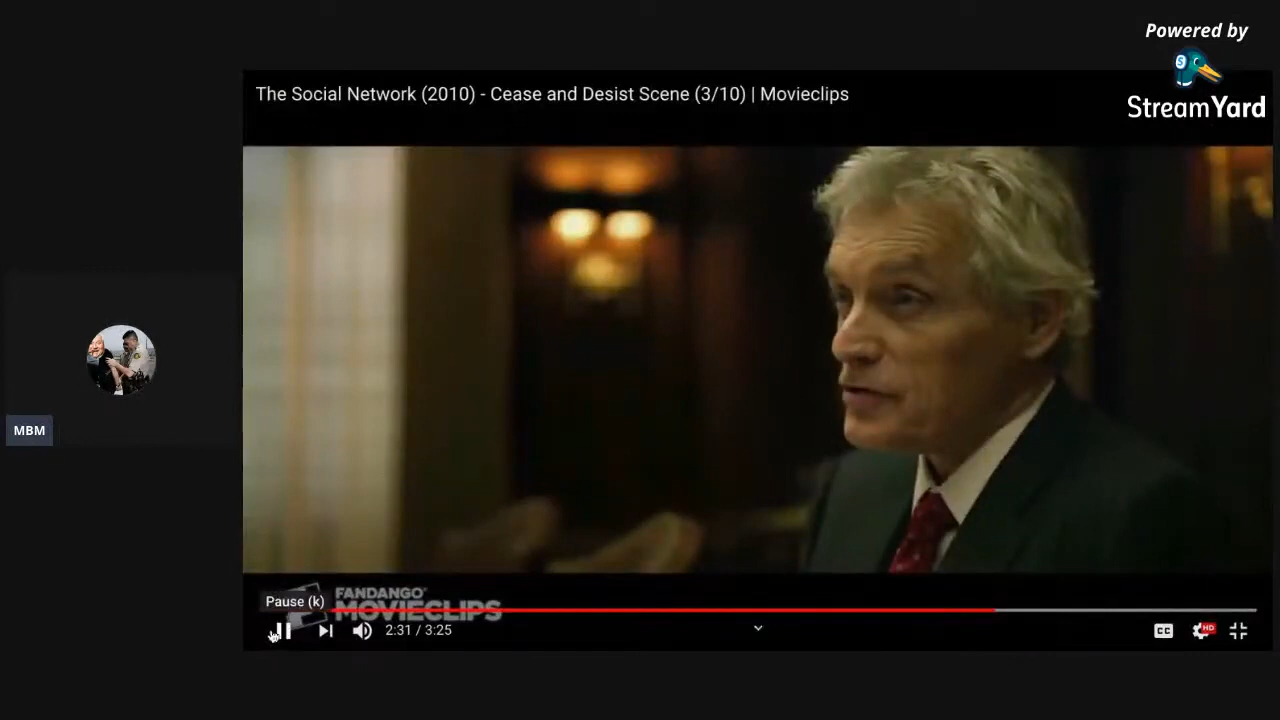 Powered by
StreamYard
The Social Network (2010) - Cease and Desist Scene (3/10) | Movieclips
MBM
FANDANGO
MOVIECLIPS
Pause (k)
2:31 / 3:25
CC
HD